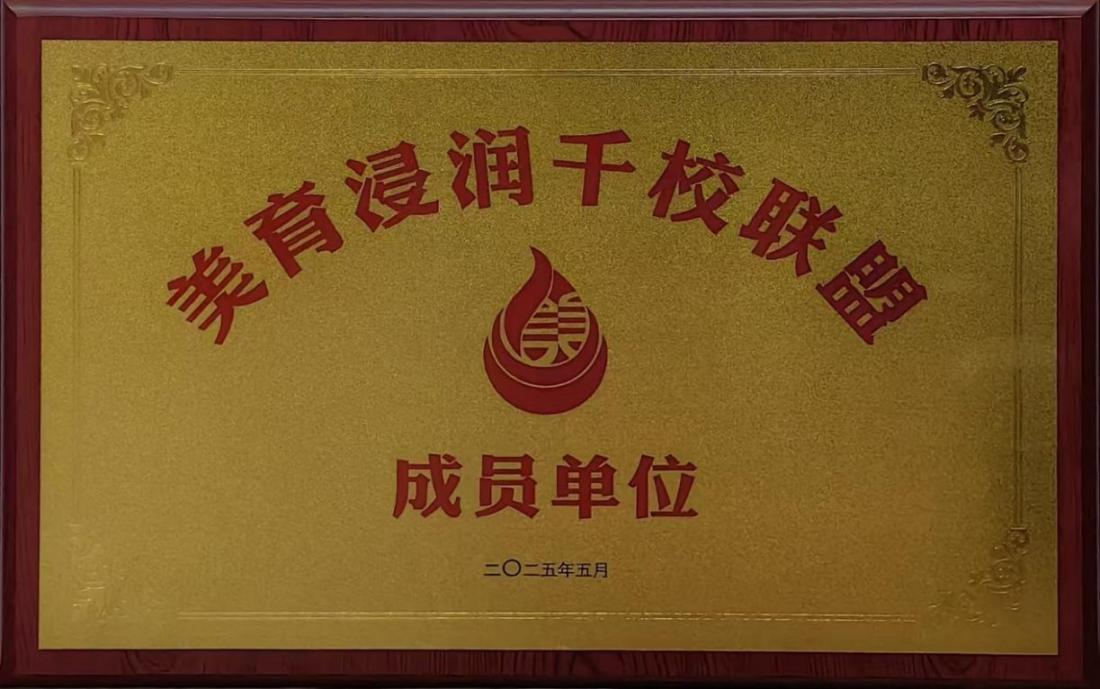 美育浸润千校联盟
美
成员单位
二〇二五年五月